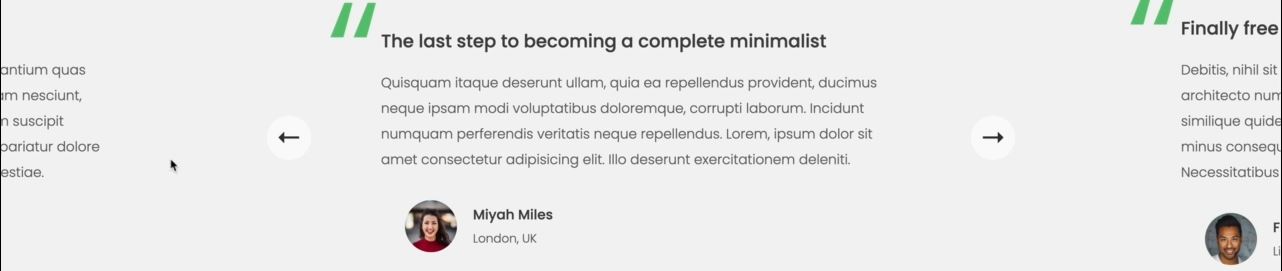 antium quas
am nesciunt,
n suscipit
pariatur dolore
estiae.
The last step to becoming a complete minimalist
Quisquam itaque deserunt ullam, quia ea repellendus provident, ducimus
neque ipsam modi voluptatibus doloremque, corrupti laborum. Incidunt
numquam perferendis veritatis neque repellendus. Lorem, ipsum dolor sit
amet consectetur adipisicing elit. Illo deserunt exercitationem deleniti.
Miyah Miles
London, UK
Finally free
Debitis, nihil sit
architecto num
similique quide
minus consequ
Necessitatibus
F
Li